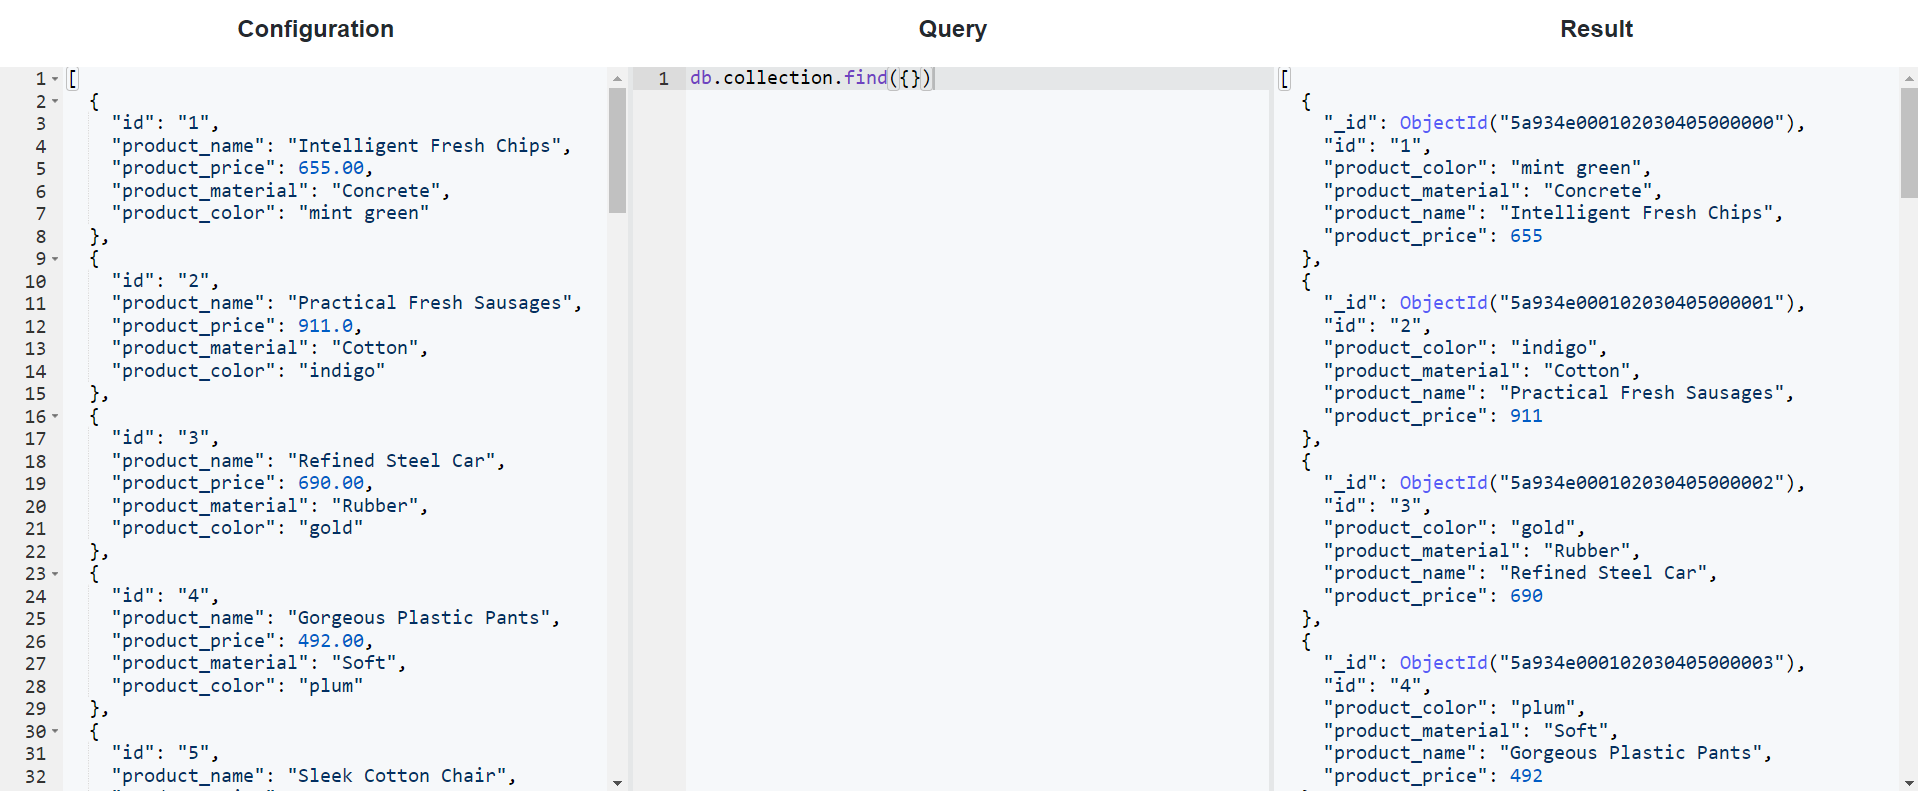 Configuration
1 [
2 {
3 "id": "1",
4 "product_name": "Intelligent Fresh Chips",
5 "product_price": 655.00,
6 "product_material": "Concrete",
7 "product_color": "mint green"
8 },
9 {
10 "id": "2",
11 "product_name": "Practical Fresh Sausages",
12 "product_price": 911.0,
13 "product_material": "Cotton",
14 "product_color": "indigo"
15 },
16 {
17 "id": "3",
18 "product_name": "Refined Steel Car",
19 "product_price": 690.00,
20 "product_material": "Rubber",
21 "product_color": "gold"
22 },
23 {
24 "id": "4",
25 "product_name": "Gorgeous Plastic Pants",
26 "product_price": 492.00,
27 "product_material": "Soft",
28 "product_color": "plum"
29 },
30 {
31 "id": "5",
32 "product_name": "Sleek Cotton Chair",
Query
1 db.collection.find({})
Result
[
{
"_id": ObjectId("5a934e000102030405000000"),
"id": "1",
"product_color": "mint green",
"product_material": "Concrete",
"product_name": "Intelligent Fresh Chips",
"product_price": 655
},
{
"_id": ObjectId("5a934e000102030405000001"),
"id": "2",
"product_color": "indigo",
"product_material": "Cotton",
"product_name": "Practical Fresh Sausages",
"product_price": 911
},
{
"_id": ObjectId("5a934e000102030405000002"),
"id": "3",
"product_color": "gold",
"product_material": "Rubber",
"product_name": "Refined Steel Car",
"product_price": 690
},
{
"_id": ObjectId("5a934e000102030405000003"),
"id": "4",
"product_color": "plum",
"product_material": "Soft",
"product_name": "Gorgeous Plastic Pants",
"product_price": 492